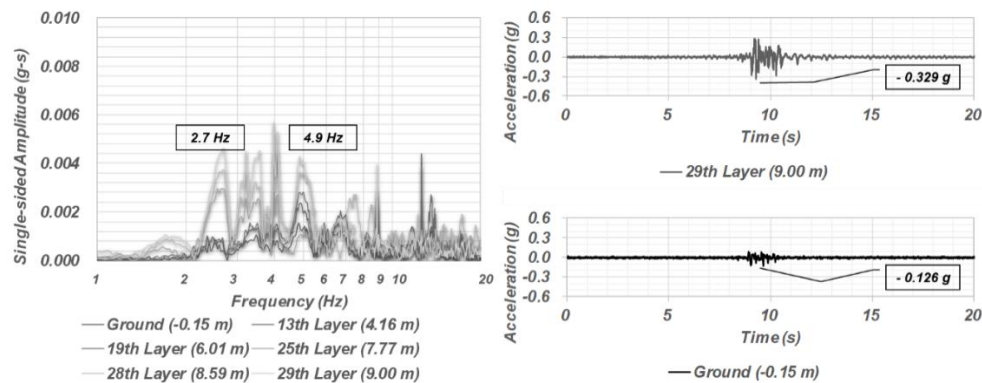 0.010
0.008
0.006
0.004
0.002
0.000
Single-sided Amplitude (g-s)
2.7 Hz
4.9 Hz
1 2 3 4 5 6 7 8 9 10 20
Frequency (Hz)
Ground (-0.15 m) 13th Layer (4.16 m)
19th Layer (6.01 m) 25th Layer (7.77 m)
28th Layer (8.59 m) 29th Layer (9.00 m)
Acceleration (g)
0.6
0.3
0.0
-0.3
-0.6
- 0.329 g
0 5 10 15 20
Time (s)
29th Layer (9.00 m)
Acceleration (g)
0.6
0.3
0.0
-0.3
-0.6
- 0.126 g
0 5 10 15 20
Time (s)
Ground (-0.15 m)